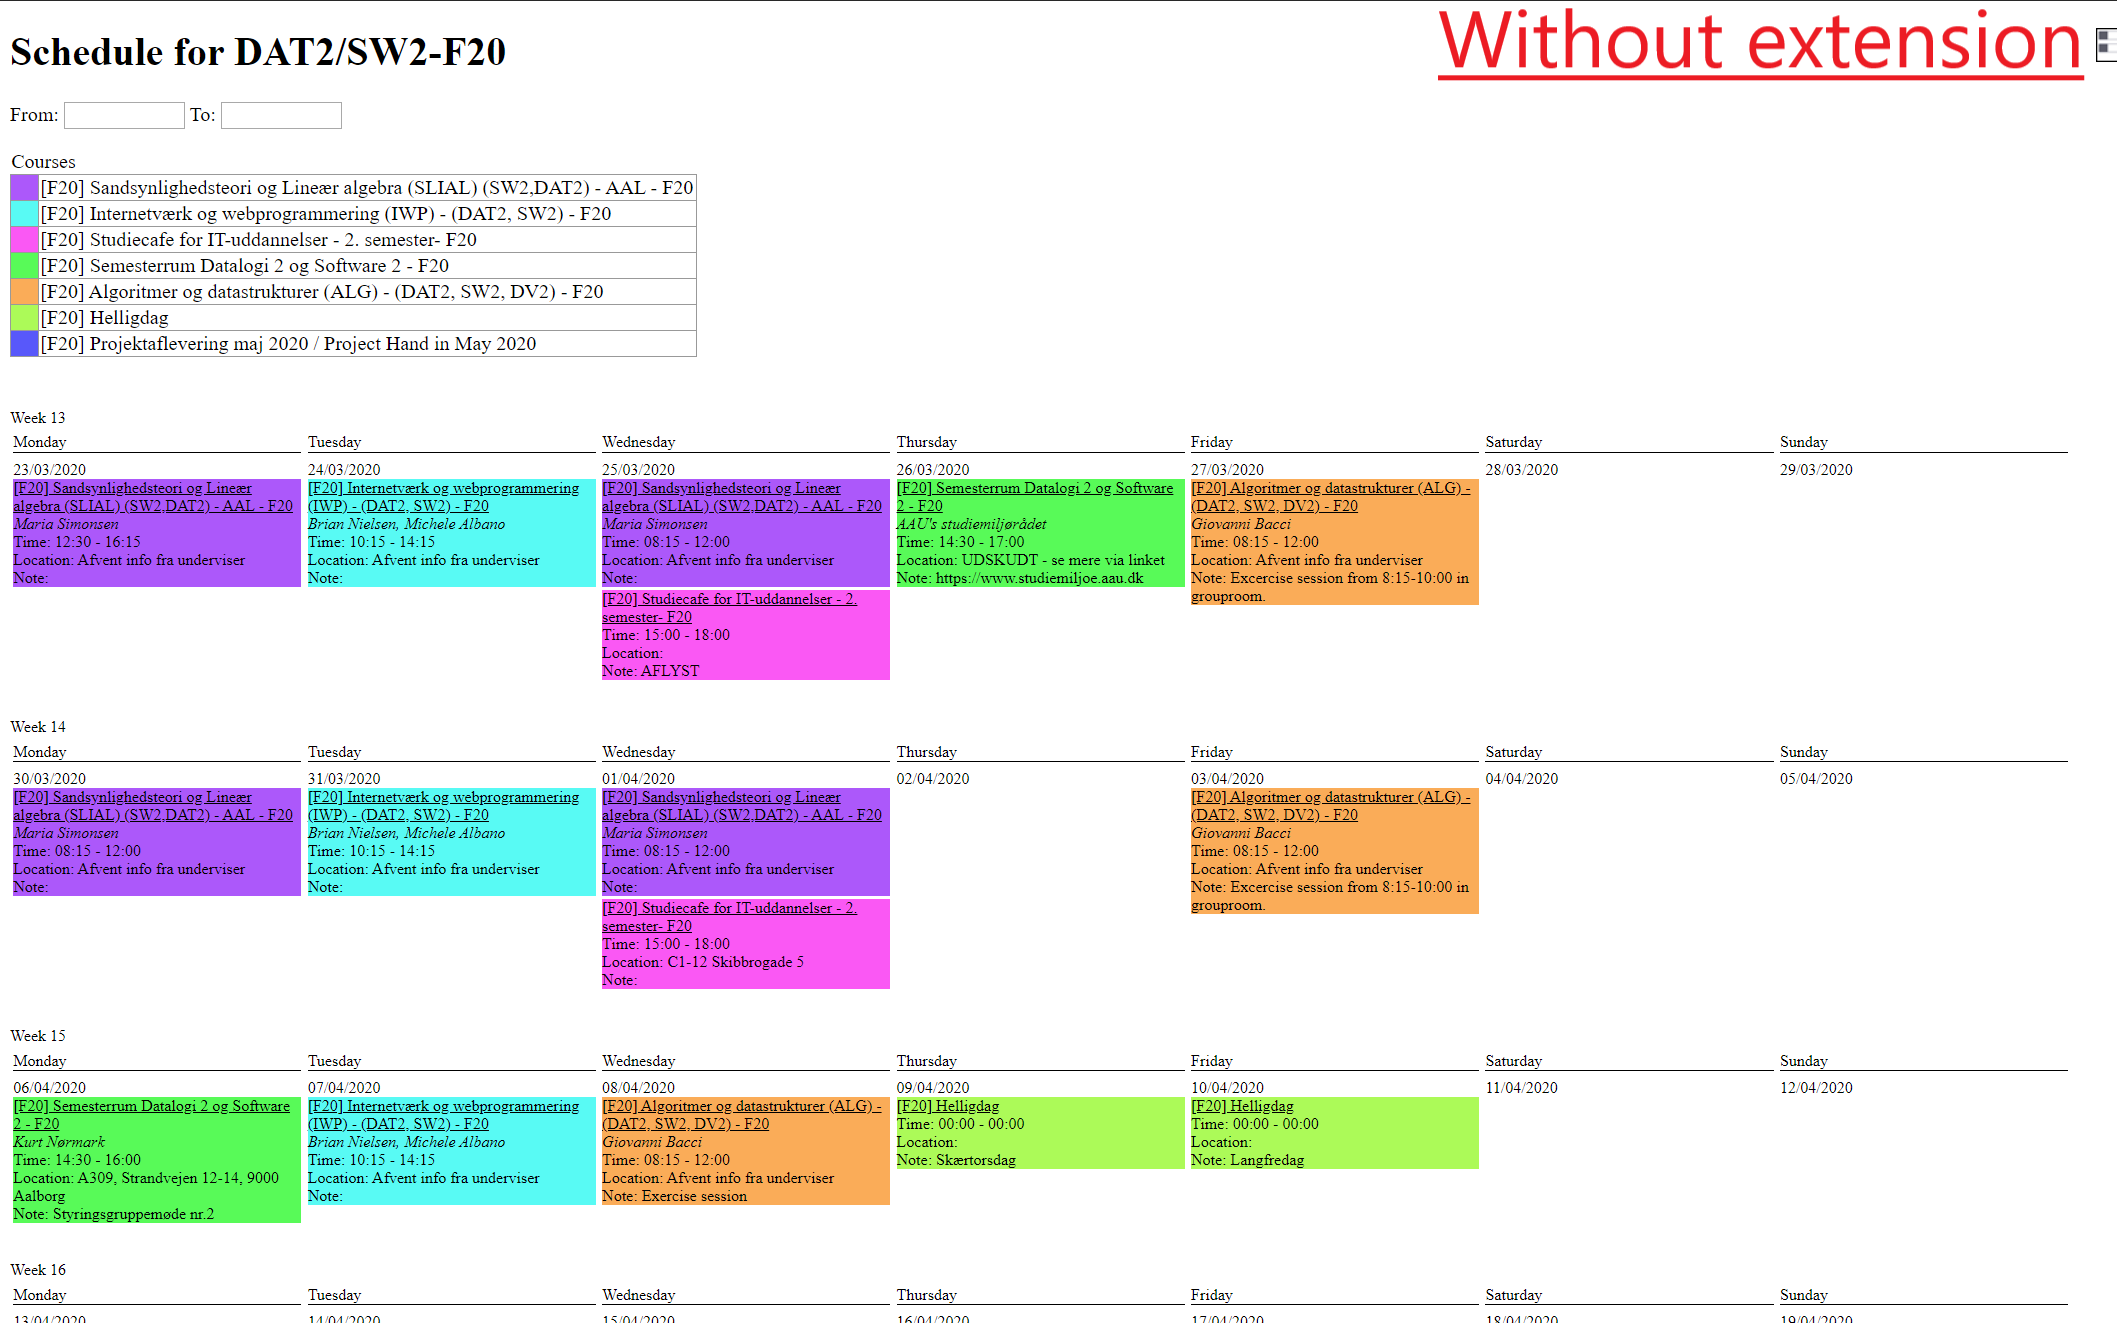 Without extension
Schedule for DAT2/SW2-F20
From: To:
Courses
[F20] Sandsynlighedsteori og Lineær algebra (SLIAL) (SW2,DAT2) - AAL - F20
[F20] Internetværk og webprogrammering (IWP) - (DAT2, SW2) - F20
[F20] Studiecafe for IT-uddannelser - 2. semester- F20
[F20] Semesterrum Datalogi 2 og Software 2 - F20
[F20] Algoritmer og datastrukturer (ALG) - (DAT2, SW2, DV2) - F20
[F20] Helligdag
[F20] Projektaflevering maj 2020 / Project Hand in May 2020
Week 13
Monday
23/03/2020
[F20] Sandsynlighedsteori og Lineær
algebra (SLIAL) (SW2,DAT2) - AAL - F20
Maria Simonsen
Time: 12:30 - 16:15
Location: Afvent info fra underviser
Note:
Tuesday
24/03/2020
[F20] Internetværk og webprogrammering
(IWP) - (DAT2, SW2) - F20
Brian Nielsen, Michele Albano
Time: 10:15 - 14:15
Location: Afvent info fra underviser
Note:
Wednesday
25/03/2020
[F20] Sandsynlighedsteori og Lineær
algebra (SLIAL) (SW2,DAT2) - AAL - F20
Maria Simonsen
Time: 08:15 - 12:00
Location: Afvent info fra underviser
Note:
[F20] Studiecafe for IT-uddannelser - 2.
semester- F20
Time: 15:00 - 18:00
Location:
Note: AFLYST
Thursday
26/03/2020
[F20] Semesterrum Datalogi 2 og Software
2 - F20
AAU's studiemiljørådet
Time: 14:30 - 17:00
Location: UDSKUDT - se mere via linket
Note: https://www.studiemiljoe.aau.dk
Friday
27/03/2020
[F20] Algoritmer og datastrukturer (ALG) -
(DAT2, SW2, DV2) - F20
Giovanni Bacci
Time: 08:15 - 12:00
Location: Afvent info fra underviser
Note: Excercise session from 8:15-10:00 in
grouproom.
Saturday
28/03/2020
Sunday
29/03/2020
Week 14
Monday
30/03/2020
[F20] Sandsynlighedsteori og Lineær
algebra (SLIAL) (SW2,DAT2) - AAL - F20
Maria Simonsen
Time: 08:15 - 12:00
Location: Afvent info fra underviser
Note:
Tuesday
31/03/2020
[F20] Internetværk og webprogrammering
(IWP) - (DAT2, SW2) - F20
Brian Nielsen, Michele Albano
Time: 10:15 - 14:15
Location: Afvent info fra underviser
Note:
Wednesday
01/04/2020
[F20] Sandsynlighedsteori og Lineær
algebra (SLIAL) (SW2,DAT2) - AAL - F20
Maria Simonsen
Time: 08:15 - 12:00
Location: Afvent info fra underviser
Note:
[F20] Studiecafe for IT-uddannelser - 2.
semester- F20
Time: 15:00 - 18:00
Location: C1-12 Skibbrogade 5
Note:
Thursday
02/04/2020
Friday
03/04/2020
[F20] Algoritmer og datastrukturer (ALG) -
(DAT2, SW2, DV2) - F20
Giovanni Bacci
Time: 08:15 - 12:00
Location: Afvent info fra underviser
Note: Excercise session from 8:15-10:00 in
grouproom.
Saturday
04/04/2020
Sunday
05/04/2020
Week 15
Monday
06/04/2020
[F20] Semesterrum Datalogi 2 og Software
2 - F20
Kurt Nørmark
Time: 14:30 - 16:00
Location: A309, Strandvejen 12-14, 9000
Aalborg
Note: Styringsgruppemøde nr.2
Tuesday
07/04/2020
[F20] Internetværk og webprogrammering
(IWP) - (DAT2, SW2) - F20
Brian Nielsen, Michele Albano
Time: 10:15 - 14:15
Location: Afvent info fra underviser
Note:
Wednesday
08/04/2020
[F20] Algoritmer og datastrukturer (ALG) -
(DAT2, SW2, DV2) - F20
Giovanni Bacci
Time: 08:15 - 12:00
Location: Afvent info fra underviser
Note: Exercise session
Thursday
09/04/2020
[F20] Helligdag
Time: 00:00 - 00:00
Location:
Note: Skærtorsdag
Friday
10/04/2020
[F20] Helligdag
Time: 00:00 - 00:00
Location:
Note: Langfredag
Saturday
11/04/2020
Sunday
12/04/2020
Week 16
Monday
13/04/2020
Tuesday
14/04/2020
Wednesday
15/04/2020
Thursday
16/04/2020
Friday
17/04/2020
Saturday
18/04/2020
Sunday
19/04/2020